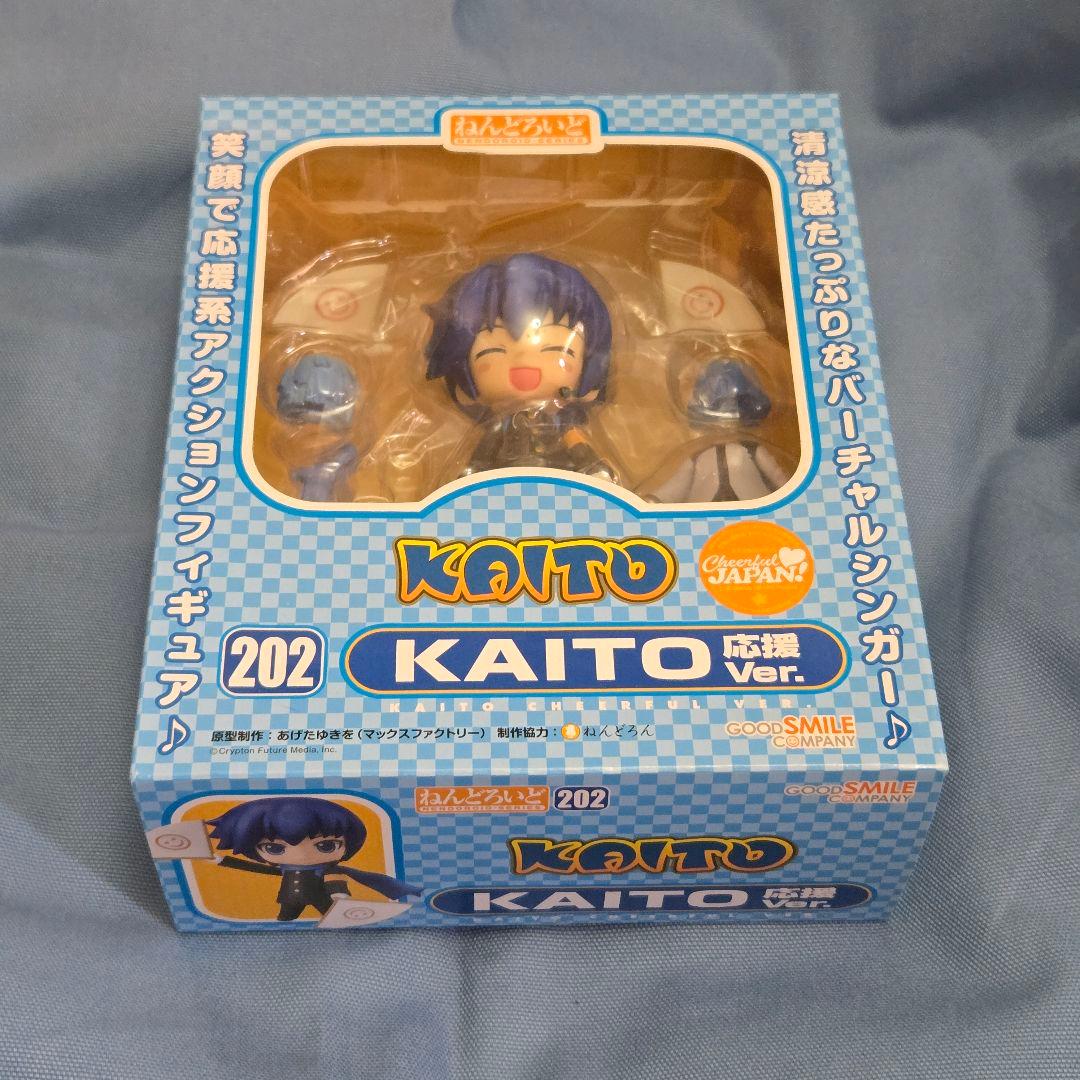 ねんどろいど
NENDOROID SERIES
笑顔で応援系アクションフィギュア♪
清涼感たっぷりなバーチャルシンガー♪
KAITO
Cheerful
JAPAN!
202
KAITO 応援 Ver.
KAITO CHEERFUL VER.
原型制作：あげたゆきを（マックスファクトリー） 制作協力： ねんどろん
©Crypton Future Media, Inc.
GOOD SMILE
COMPANY
ねんどろいど 202
NENDOROID SERIES
GOOD SMILE
COMPANY
KAITO
KAITO 応援 Ver.
KAITO CHEERFUL VER.